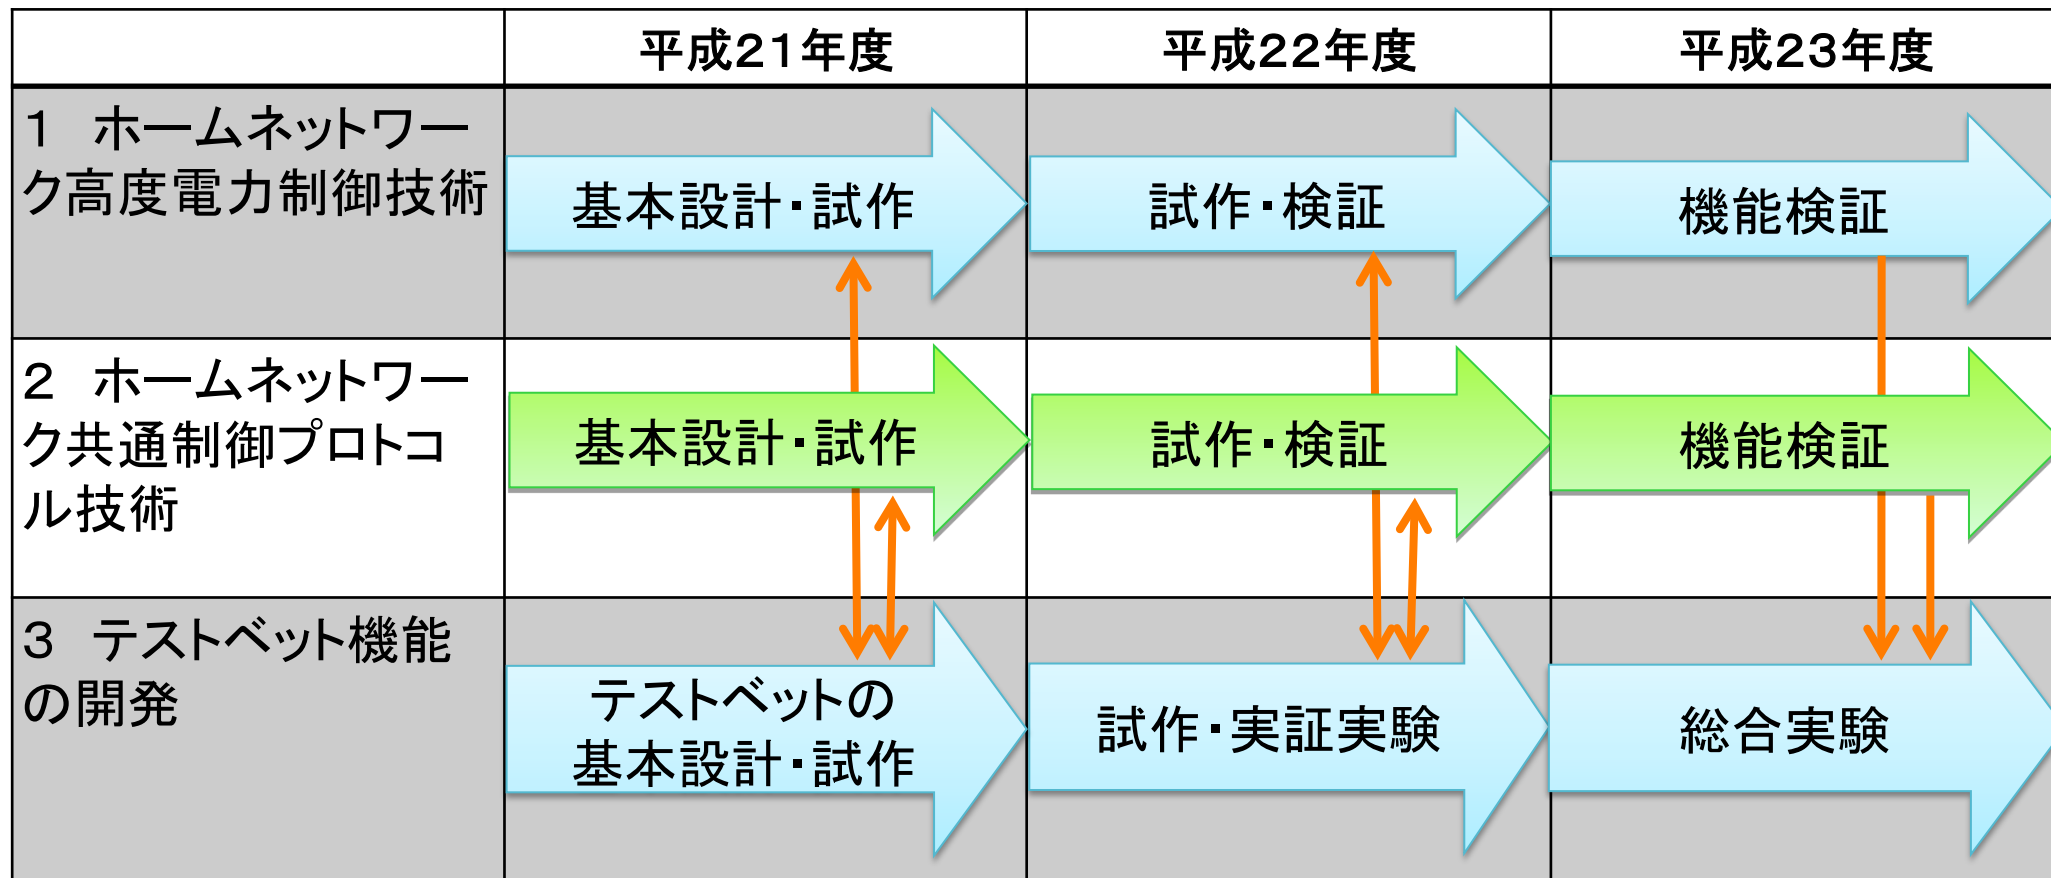 平成21年度
平成22年度
平成23年度
1 ホームネットワー
ク高度電力制御技術
基本設計・試作
試作・検証
機能検証
2 ホームネットワー
ク共通制御プロトコ
ル技術
基本設計・試作
試作・検証
機能検証
3 テストベット機能
の開発
テストベットの
基本設計・試作
試作・実証実験
総合実験